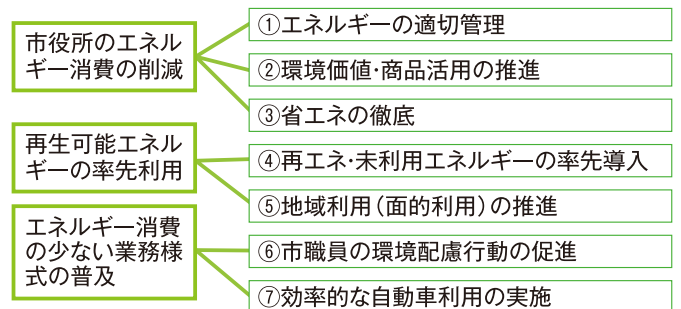 市役所のエネル
ギー消費の削減
①エネルギーの適切管理
②環境価値･商品活用の推進
③省エネの徹底
再生可能エネル
ギーの率先利用
④再エネ･未利用エネルギーの率先導入
⑤地域利用（面的利用）の推進
エネルギー消費
の少ない業務様
式の普及
⑥市職員の環境配慮行動の促進
⑦効率的な自動車利用の実施